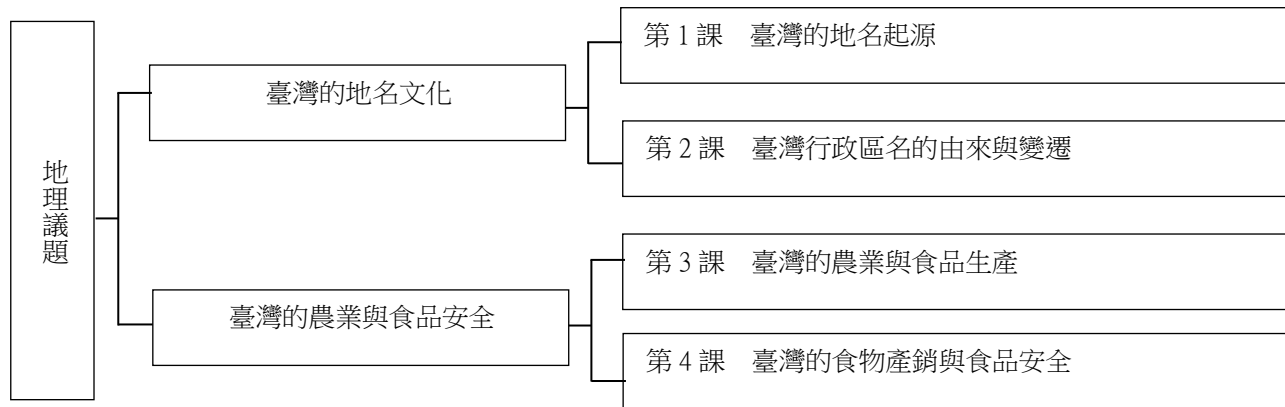 地理議題
臺灣的地名文化
第 1 課　臺灣的地名起源
第 2 課　臺灣行政區名的由來與變遷
臺灣的農業與食品安全
第 3 課　臺灣的農業與食品生產
第 4 課　臺灣的食物產銷與食品安全